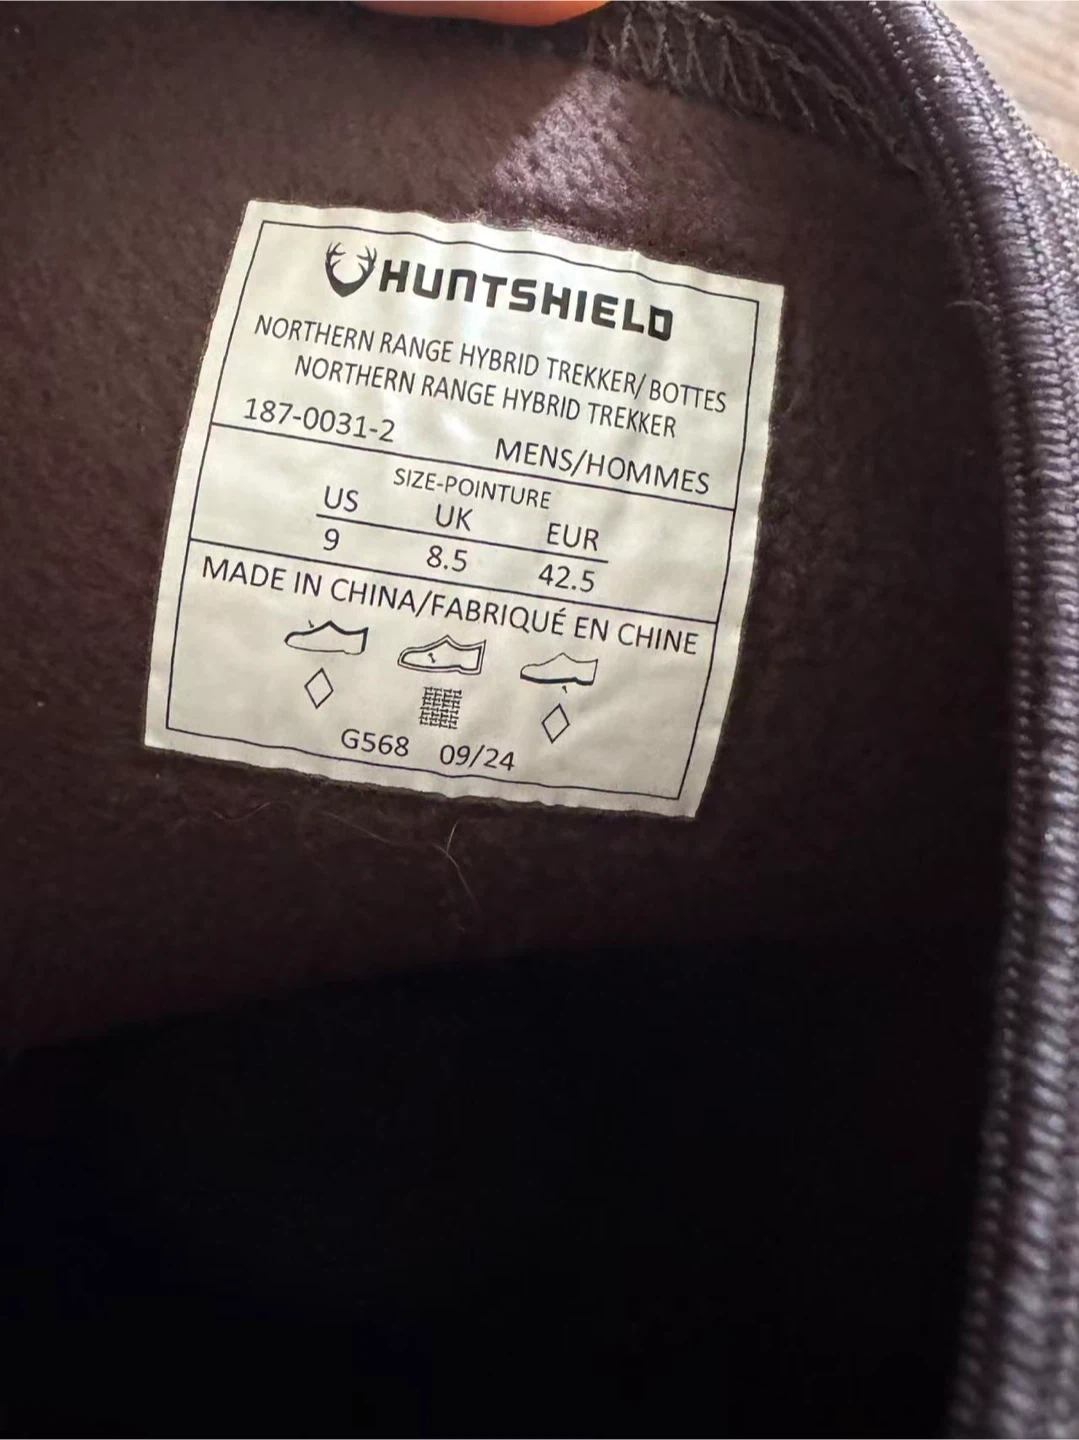 HUNTSHIELD
NORTHERN RANGE HYBRID TREKKER/ BOTTES
NORTHERN RANGE HYBRID TREKKER
187-0031-2 MENS/HOMMES
SIZE-POINTURE
US UK EUR
9 8.5 42.5
MADE IN CHINA/FABRIQUÉ EN CHINE
G568 09/24